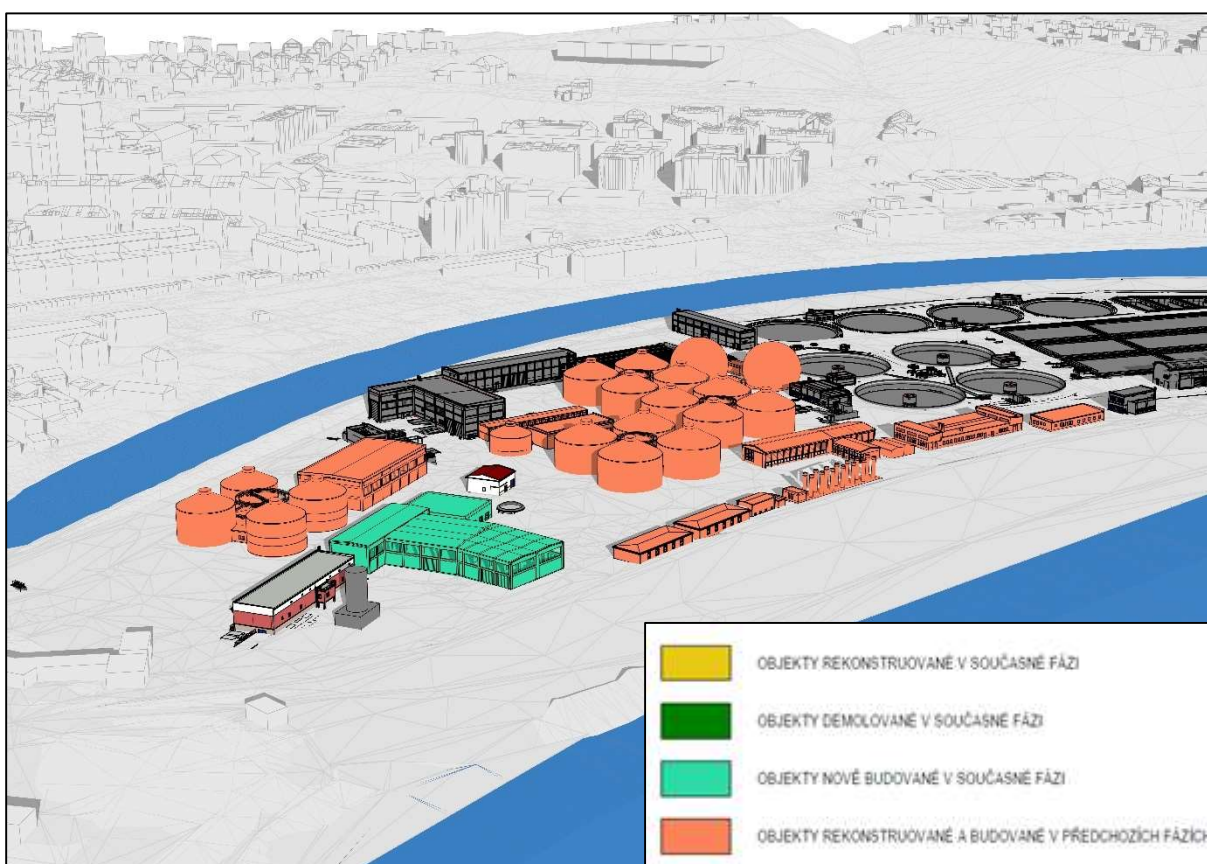 OBJEKTY REKONSTRUOVANÉ V SOUČASNÉ FÁZI
OBJEKTY DEMOLOVANÉ V SOUČASNÉ FÁZI
OBJEKTY NOVĚ BUDOVANÉ V SOUČASNÉ FÁZI
OBJEKTY REKONSTRUOVANÉ A BUDOVANÉ V PŘEDCHOZÍCH FÁZÍCH